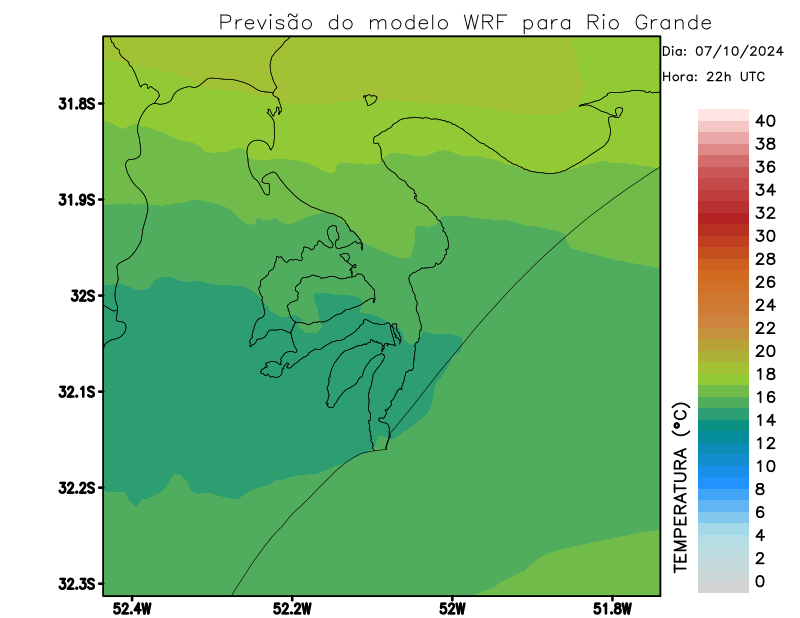 Previsão do modelo WRF para Rio Grande
Dia: 07/10/2024
Hora: 22h UTC
31.8S
31.9S
32S
32.1S
32.2S
32.3S
52.4W
52.2W
52W
51.8W
TEMPERATURA (°C)
40
38
36
34
32
30
28
26
24
22
20
18
16
14
12
10
8
6
4
2
0